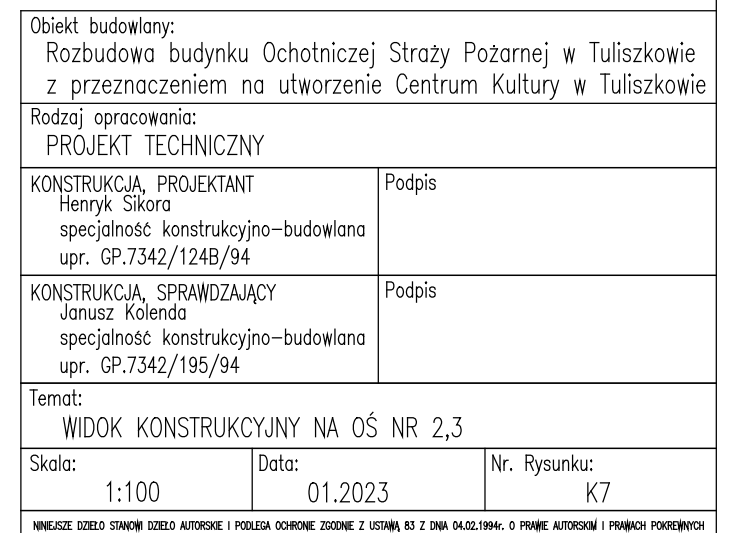 Obiekt budowlany:
Rozbudowa budynku Ochotniczej Straży Pożarnej w Tuliszkowie
z przeznaczeniem na utworzenie Centrum Kultury w Tuliszkowie
Rodzaj opracowania:
PROJEKT TECHNICZNY
KONSTRUKCJA, PROJEKTANT
Henryk Sikora
specjalność konstrukcyjno-budowlana
upr. GP.7342/124B/94
Podpis
KONSTRUKCJA, SPRAWDZAJĄCY
Janusz Kolenda
specjalność konstrukcyjno-budowlana
upr. GP.7342/195/94
Podpis
Temat:
WIDOK KONSTRUKCYJNY NA OŚ NR 2,3
Skala:
1:100
Data:
01.2023
Nr. Rysunku:
K7
NINIEJSZE DZIEŁO STANOWI DZIEŁO AUTORSKIE I PODLEGA OCHRONIE ZGODNIE Z USTAWĄ 83 Z DNIA 04.02.1994r. O PRAWIE AUTORSKIM I PRAWACH POKREWNYCH